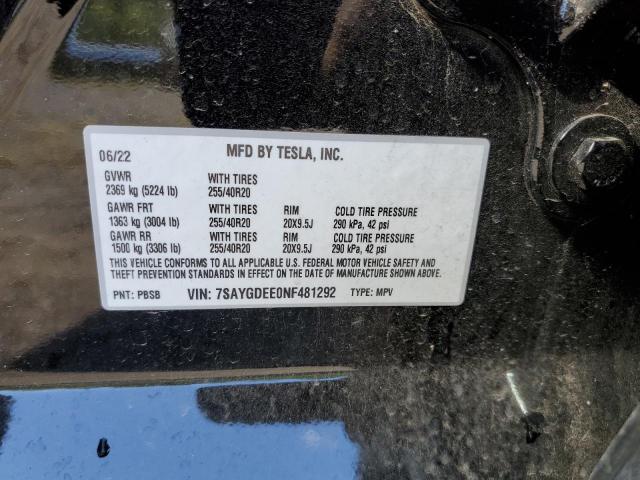 06/22 MFD BY TESLA, INC.
GVWR WITH TIRES
2369 kg (5224 lb) 255/40R20
GAWR FRT WITH TIRES RIM COLD TIRE PRESSURE
1363 kg (3004 lb) 255/40R20 20X9.5J 290 kPa, 42 psi
GAWR RR WITH TIRES RIM COLD TIRE PRESSURE
1500 kg (3306 lb) 255/40R20 20X9.5J 290 kPa, 42 psi
THIS VEHICLE CONFORMS TO ALL APPLICABLE U.S. FEDERAL MOTOR VEHICLE SAFETY AND
THEFT PREVENTION STANDARDS IN EFFECT ON THE DATE OF MANUFACTURE SHOWN ABOVE.
PNT: PBSB VIN: 7SAYGDEE0NF481292 TYPE: MPV